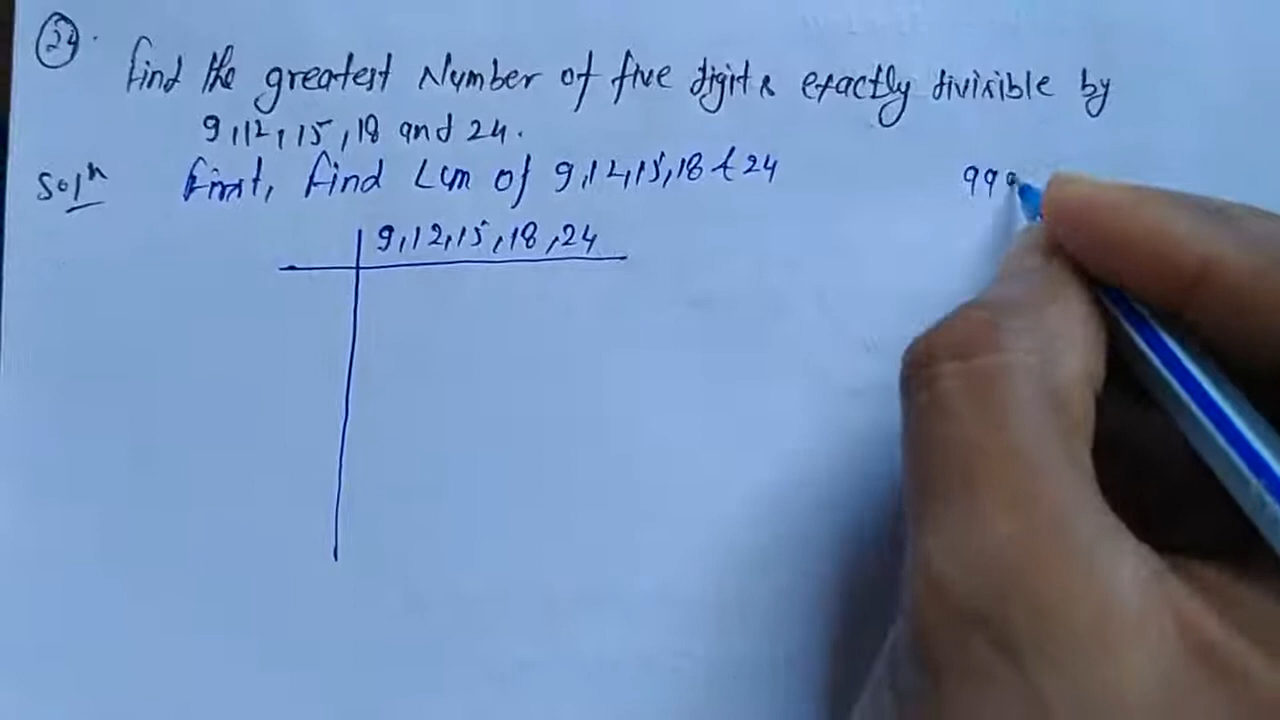 24.
Find the greatest Number of five digits exactly divisible by
9,12,15,18 and 24.
Solⁿ First, find Lcm of 9,12,15,18 & 24
999
9,12,15,18,24